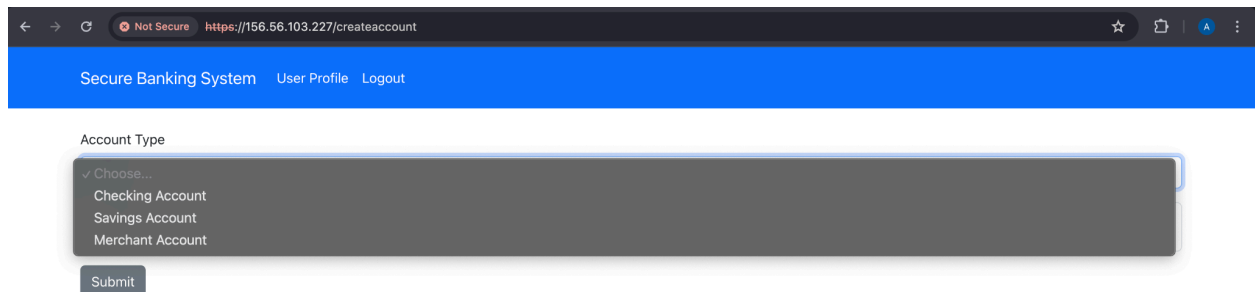 Not Secure https://156.56.103.227/createaccount A
Secure Banking System User Profile Logout
Account Type
✓ Choose...
Checking Account
Savings Account
Merchant Account
Submit